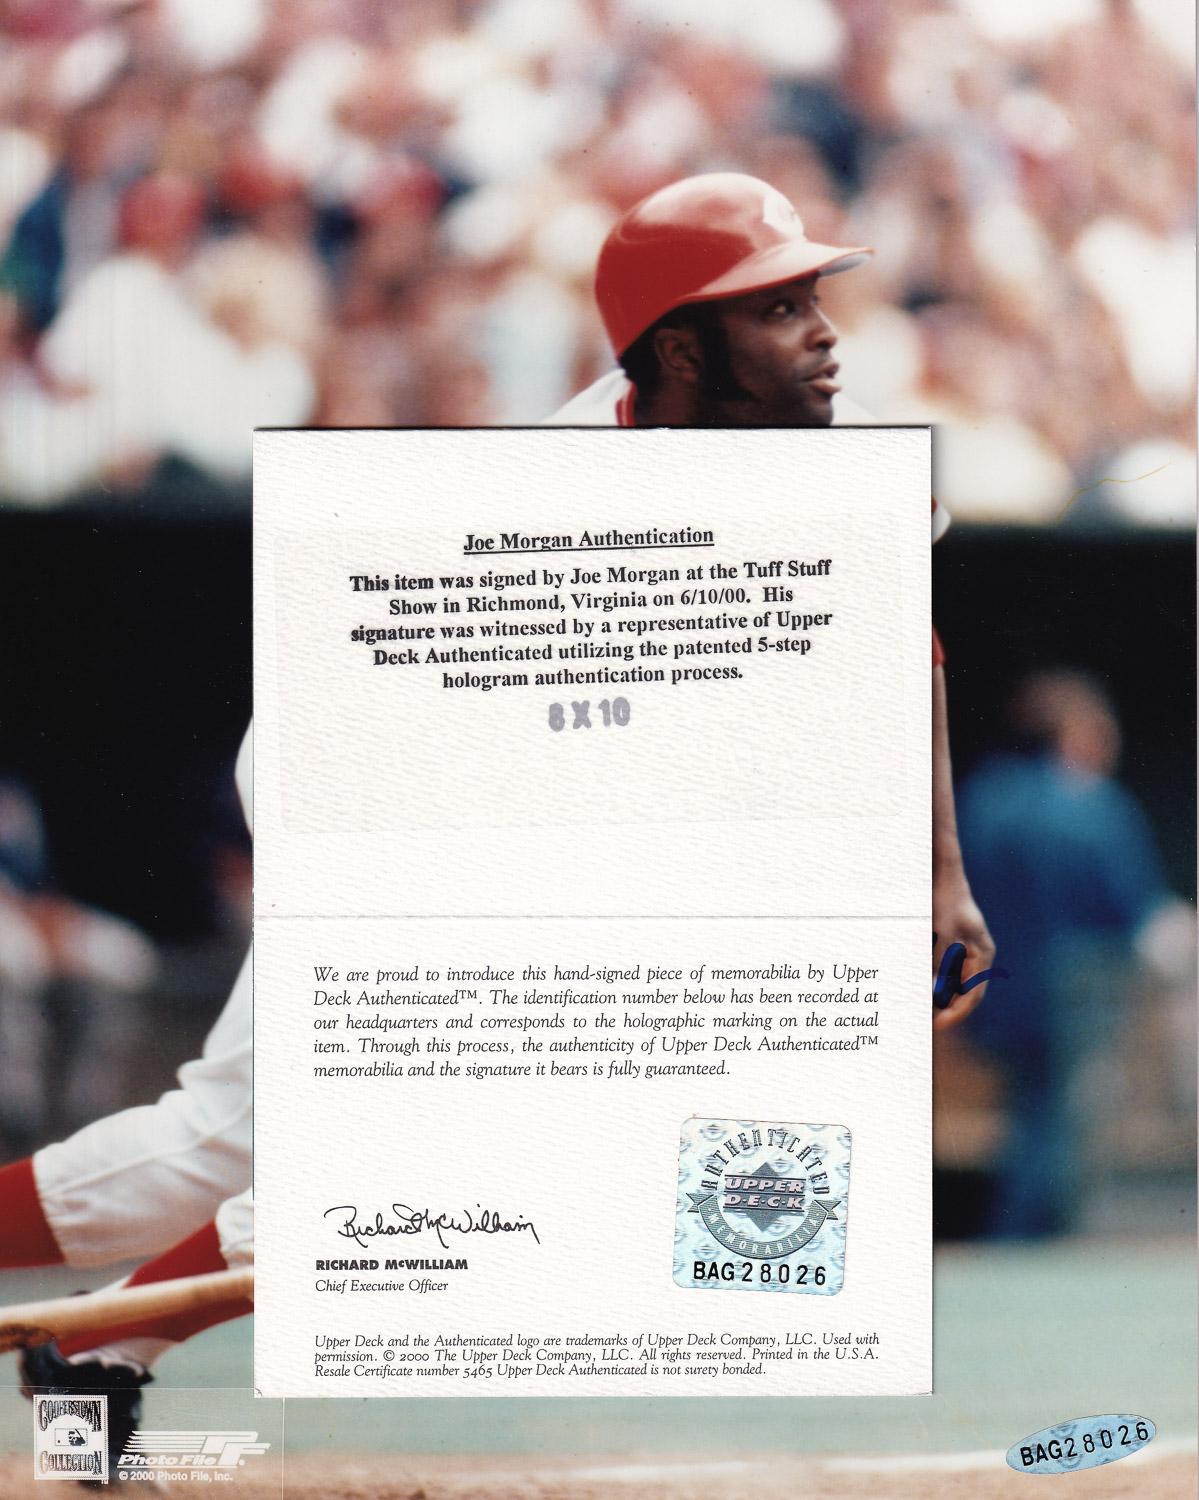 Joe Morgan Authentication
This item was signed by Joe Morgan at the Tuff Stuff
Show in Richmond, Virginia on 6/10/00. His
signature was witnessed by a representative of Upper
Deck Authenticated utilizing the patented 5-step
hologram authentication process.
8 X 10
We are proud to introduce this hand-signed piece of memorabilia by Upper
Deck Authenticated™. The identification number below has been recorded at
our headquarters and corresponds to the holographic marking on the actual
item. Through this process, the authenticity of Upper Deck Authenticated™
memorabilia and the signature it bears is fully guaranteed.
AUTHENTICATED
UPPER
D·E·C·K
MEMORABILIA
BAG28026
Richard McWilliam
RICHARD McWILLIAM
Chief Executive Officer
Upper Deck and the Authenticated logo are trademarks of Upper Deck Company, LLC. Used with
permission. © 2000 The Upper Deck Company, LLC. All rights reserved. Printed in the U.S.A.
Resale Certificate number 5465 Upper Deck Authenticated is not surety bonded.
COOPERSTOWN
COLLECTION
Photo File
© 2000 Photo File, Inc.
BAG28026